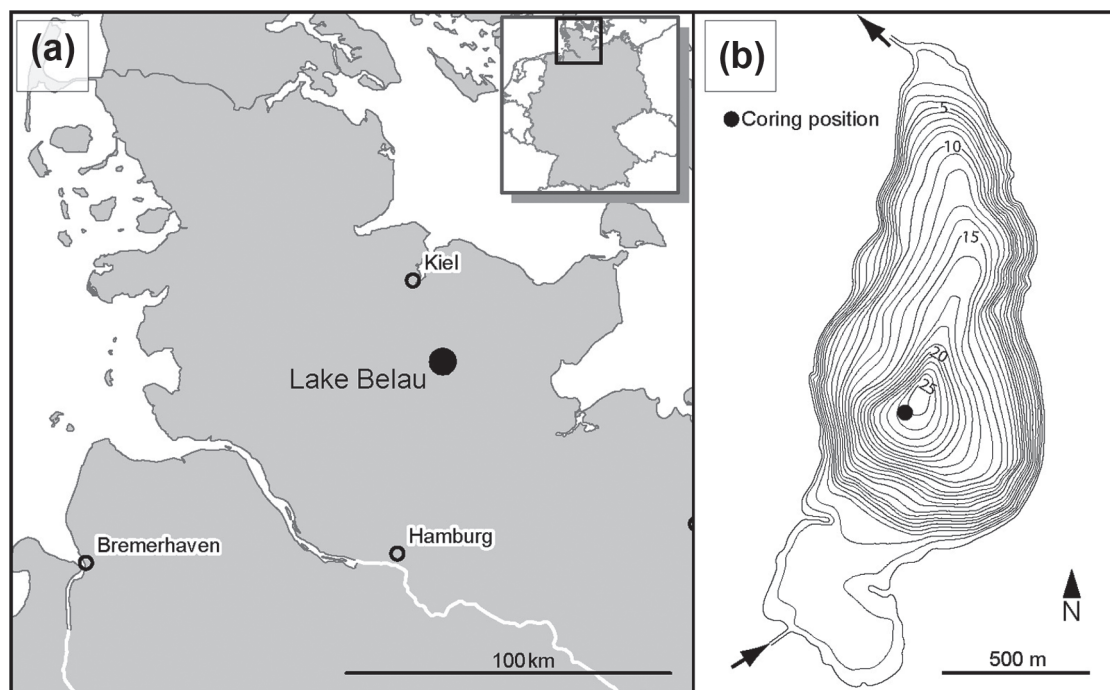 (a)
Kiel
Lake Belau
Bremerhaven
Hamburg
100 km
(b)
Coring position
5
10
15
20
25
N
500 m